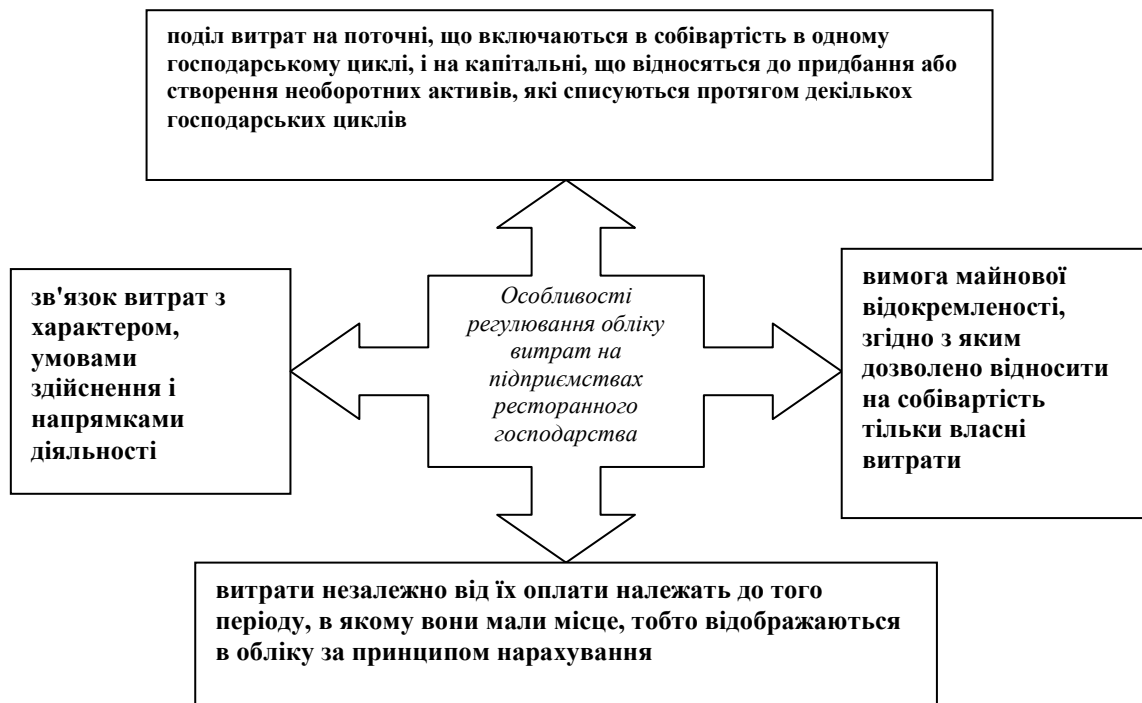 поділ витрат на поточні, що включаються в собівартість в одному
господарському циклі, і на капітальні, що відносяться до придбання або
створення необоротних активів, які списуються протягом декількох
господарських циклів
зв'язок витрат з
характером,
умовами
здійснення і
напрямками
діяльності
Особливості
регулювання обліку
витрат на
підприємствах
ресторанного
господарства
вимога майнової
відокремленості,
згідно з яким
дозволено відносити
на собівартість
тільки власні
витрати
витрати незалежно від їх оплати належать до того
періоду, в якому вони мали місце, тобто відображаються
в обліку за принципом нарахування